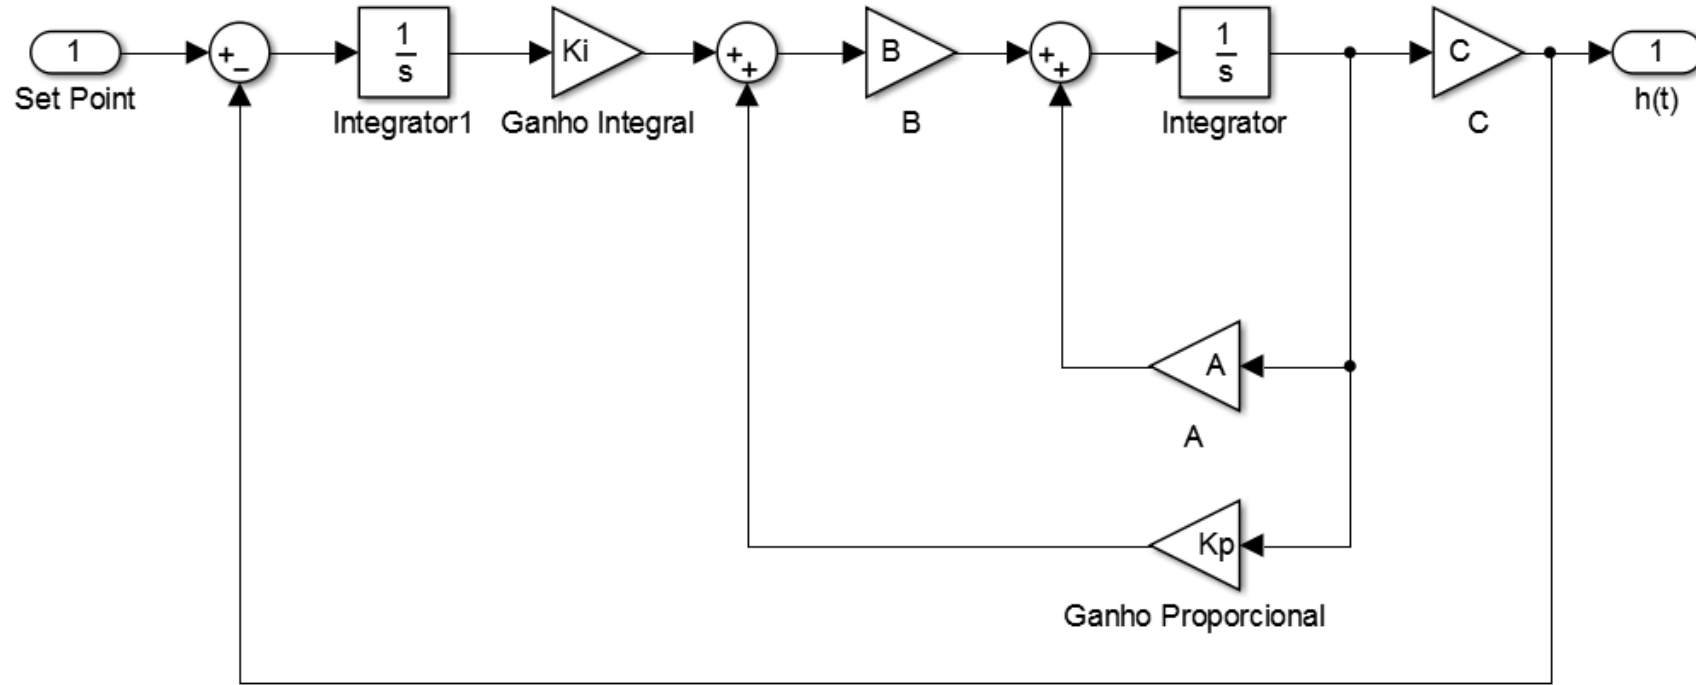 1
Set Point
+
−
1
s
Integrator1
Ki
Ganho Integral
+
+
B
B
+
+
1
s
Integrator
C
C
1
h(t)
A
A
Kp
Ganho Proporcional